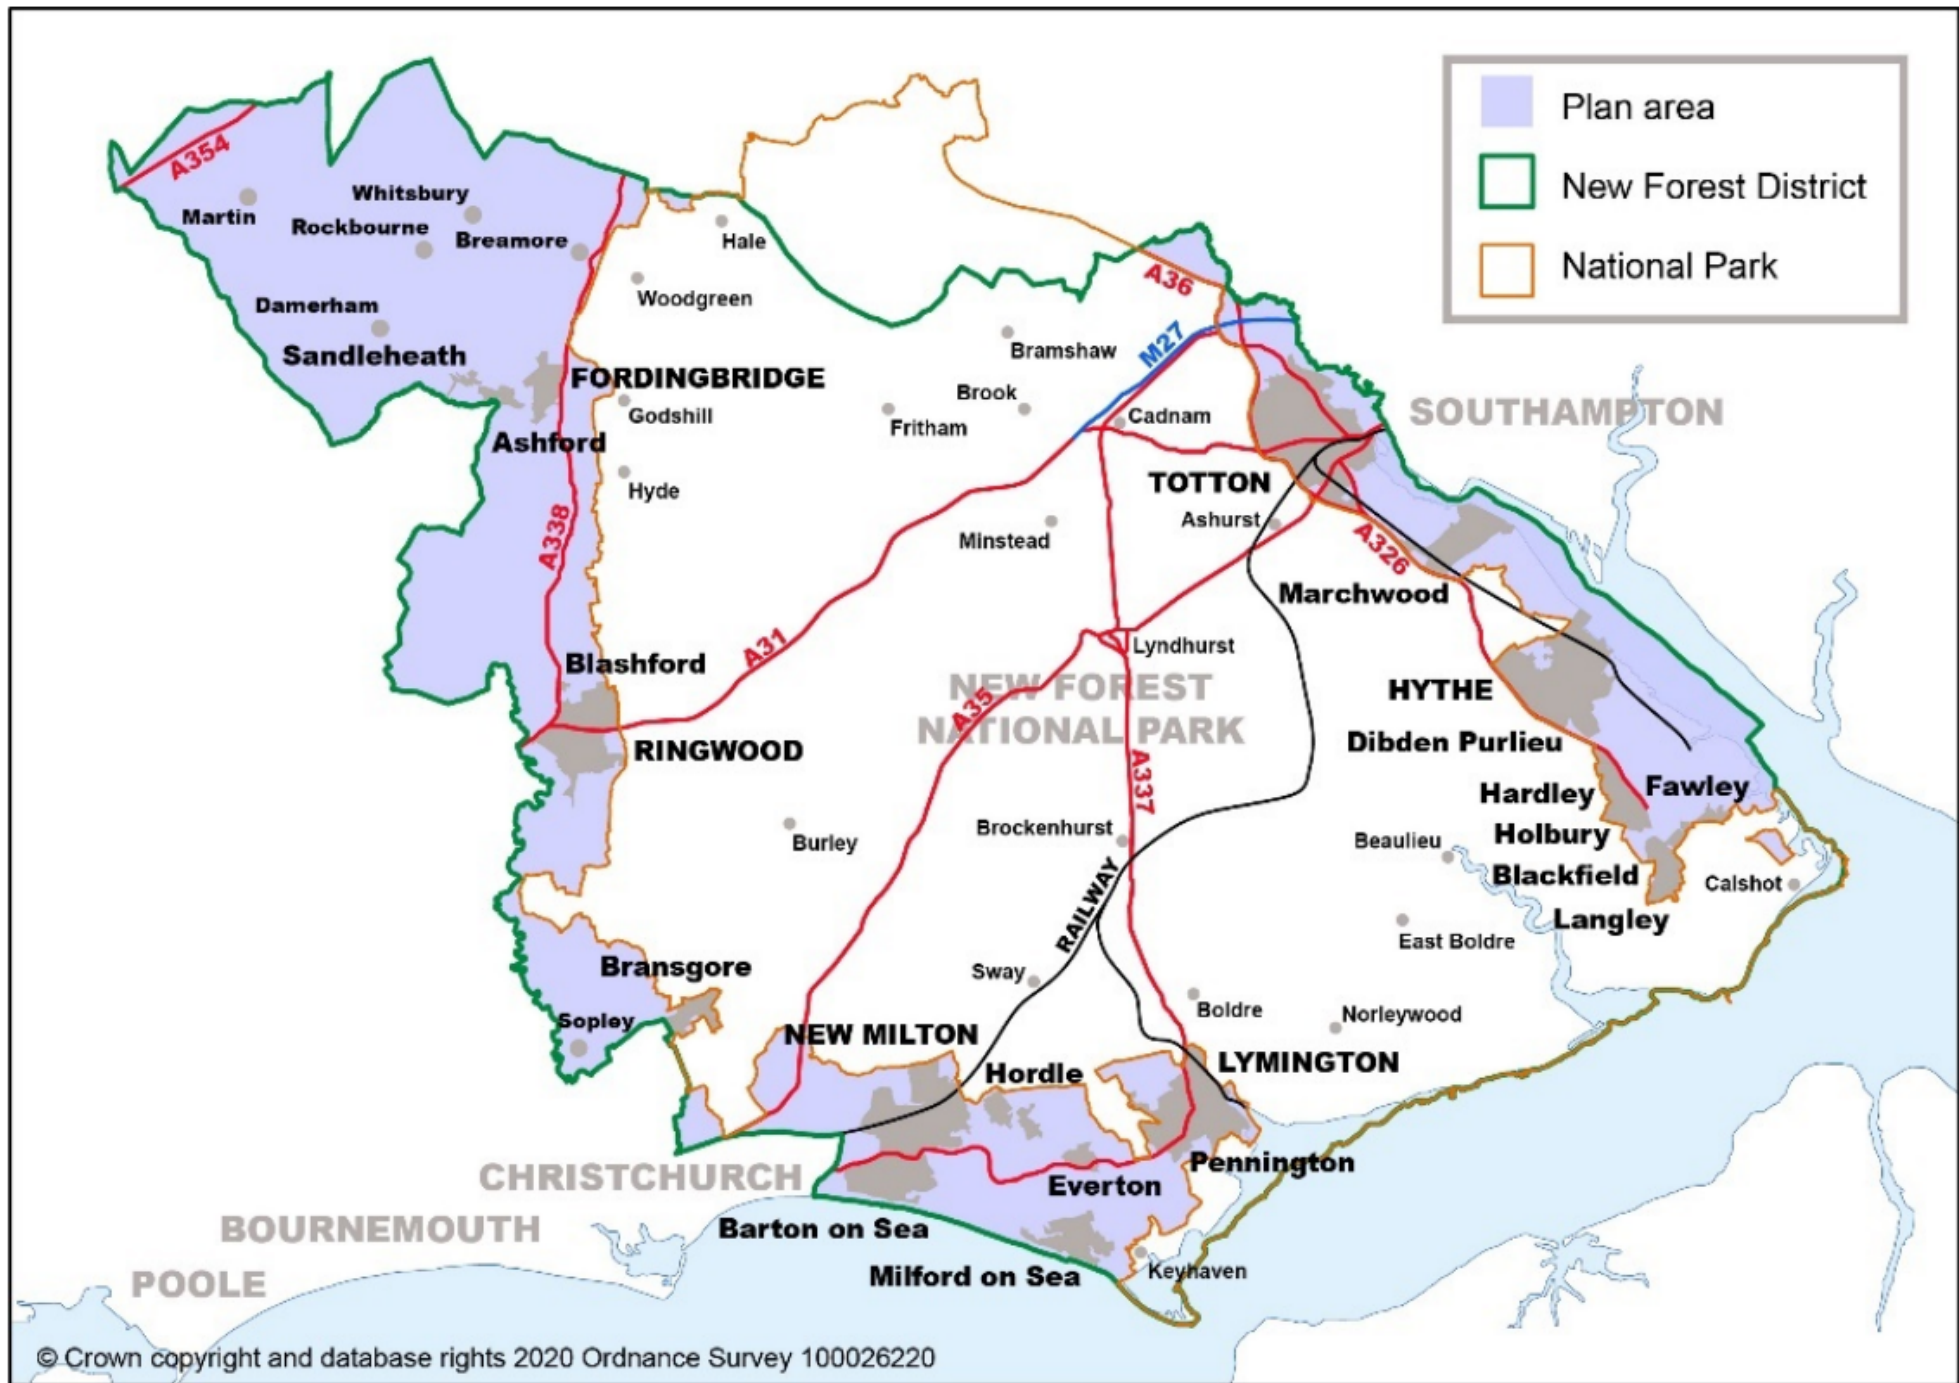 Plan area
New Forest District
National Park
A354
Martin
Whitsbury
Rockbourne
Breamore
Hale
Woodgreen
Damerham
Sandleheath
FORDINGBRIDGE
Godshill
Ashford
Hyde
A338
A36
M27
Bramshaw
Brook
Fritham
Cadnam
SOUTHAMPTON
TOTTON
Ashurst
Minstead
A326
Marchwood
A31
Lyndhurst
Blashford
RINGWOOD
NEW FOREST
NATIONAL PARK
A35
A337
HYTHE
Dibden Purlieu
Hardley
Fawley
Holbury
Blackfield
Calshot
Langley
Burley
Brockenhurst
Beaulieu
RAILWAY
East Boldre
Sway
Boldre
Norleywood
Bransgore
Sopley
NEW MILTON
Hordle
LYMINGTON
Pennington
Everton
CHRISTCHURCH
BOURNEMOUTH
POOLE
Barton on Sea
Milford on Sea
Keyhaven
© Crown copyright and database rights 2020 Ordnance Survey 100026220